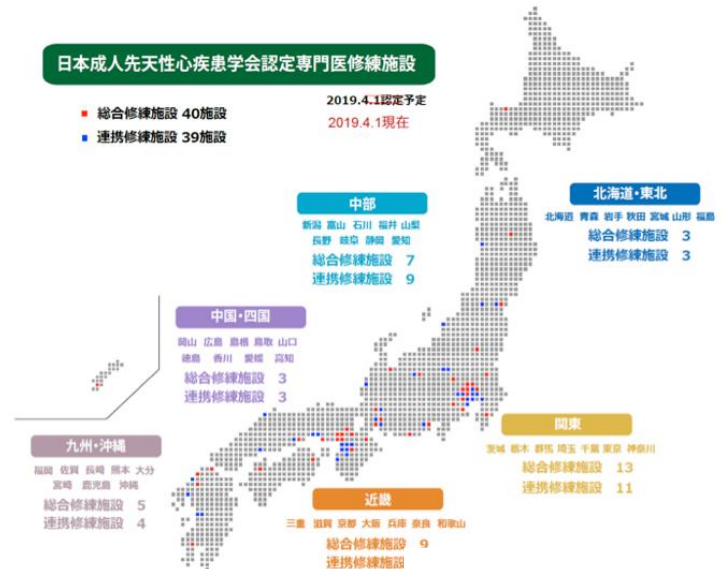 日本成人先天性心疾患学会認定専門医修練施設
総合修練施設 40施設
連携修練施設 39施設
2019.4.1認定予定
2019.4.1現在
北海道・東北
北海道 青森 岩手 秋田 宮城 山形 福島
総合修練施設 3
連携修練施設 3
中部
新潟 富山 石川 福井 山梨
長野 岐阜 静岡 愛知
総合修練施設 7
連携修練施設 9
中国・四国
岡山 広島 島根 鳥取 山口
徳島 香川 愛媛 高知
総合修練施設 3
連携修練施設 3
関東
茨城 栃木 群馬 埼玉 千葉 東京 神奈川
総合修練施設 13
連携修練施設 11
九州・沖縄
福岡 佐賀 長崎 熊本 大分
宮崎 鹿児島 沖縄
総合修練施設 5
連携修練施設 4
近畿
三重 滋賀 京都 大阪 兵庫 奈良 和歌山
総合修練施設 9
連携修練施設